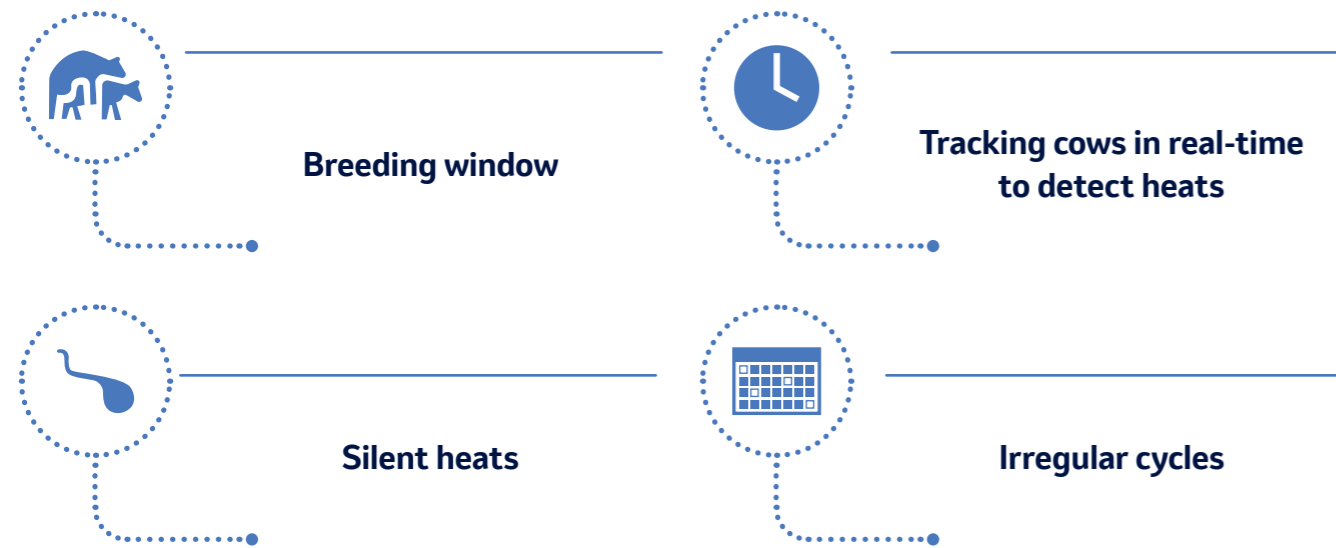 Breeding window
Tracking cows in real-time
to detect heats
Silent heats
Irregular cycles